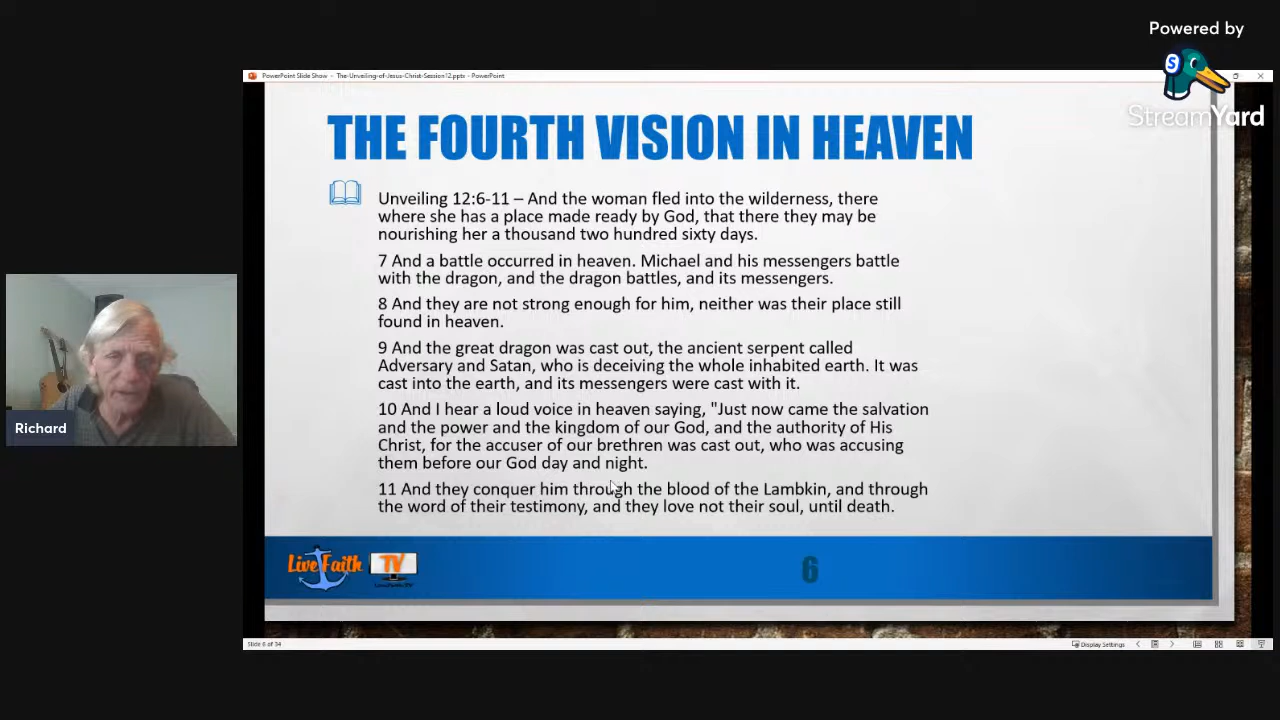 Powered by
StreamYard
PowerPoint Slide Show - The-Unveiling-of-Jesus-Christ-Session12.pptx - PowerPoint
THE FOURTH VISION IN HEAVEN
Unveiling 12:6-11 – And the woman fled into the wilderness, there
where she has a place made ready by God, that there they may be
nourishing her a thousand two hundred sixty days.
7 And a battle occurred in heaven. Michael and his messengers battle
with the dragon, and the dragon battles, and its messengers.
8 And they are not strong enough for him, neither was their place still
found in heaven.
9 And the great dragon was cast out, the ancient serpent called
Adversary and Satan, who is deceiving the whole inhabited earth. It was
cast into the earth, and its messengers were cast with it.
10 And I hear a loud voice in heaven saying, "Just now came the salvation
and the power and the kingdom of our God, and the authority of His
Christ, for the accuser of our brethren was cast out, who was accusing
them before our God day and night.
11 And they conquer him through the blood of the Lambkin, and through
the word of their testimony, and they love not their soul, until death.
Richard
LiveFaith TV
6
Slide 6 of 34
Display Settings